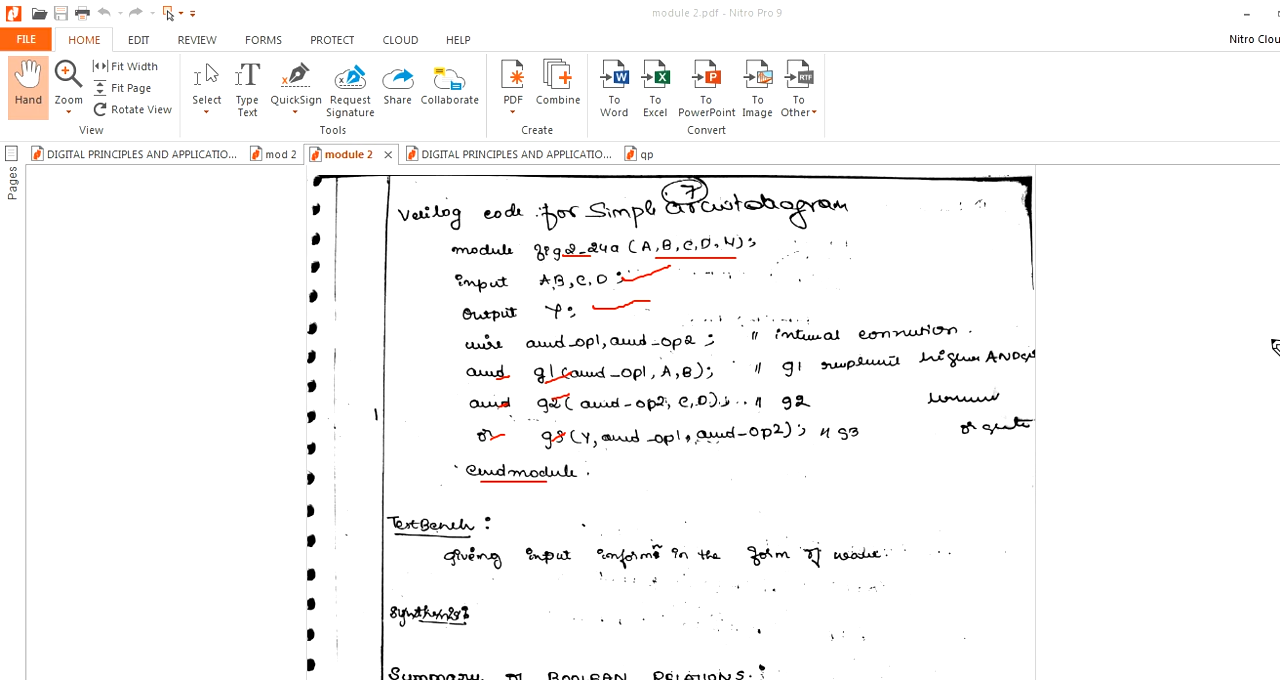 module 2.pdf - Nitro Pro 9
FILE HOME EDIT REVIEW FORMS PROTECT CLOUD HELP Nitro Clou
Hand Zoom Fit Width Fit Page Rotate View
View
Select Type Text QuickSign Request Signature Share Collaborate
Tools
PDF Combine
Create
To Word To Excel To PowerPoint To Image To Other
Convert
DIGITAL PRINCIPLES AND APPLICATIO... mod 2 module 2 DIGITAL PRINCIPLES AND APPLICATIO... qp
Pages
7
Verilog code for Simple Circuit diagram
module fig2_24a (A, B, C, D, Y);
input A, B, C, D;
output Y;
wire and_op1, and_op2; // internal connection.
and g1(and_op1, A, B); // g1 higher AND
and g2(and_op2, C, D); // g2
or g3(Y, and_op1, and_op2); // g3 or gate
endmodule.
Test Bench:
giving input in the form of
Synthesis:
Summary of BOOLEAN RELATIONS: